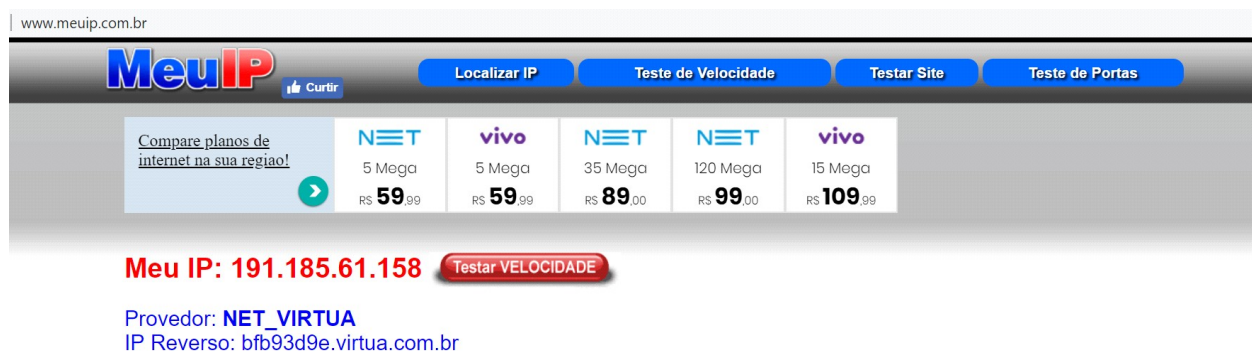 www.meuip.com.br
MeuIP
Curtir
Localizar IP
Teste de Velocidade
Testar Site
Teste de Portas
Compare planos de
internet na sua regiao!
NET
5 Mega
R$ 59,99
vivo
5 Mega
R$ 59,99
NET
35 Mega
R$ 89,00
NET
120 Mega
R$ 99,00
vivo
15 Mega
R$ 109,99
Meu IP: 191.185.61.158
Testar VELOCIDADE
Provedor: NET_VIRTUA
IP Reverso: bfb93d9e.virtua.com.br